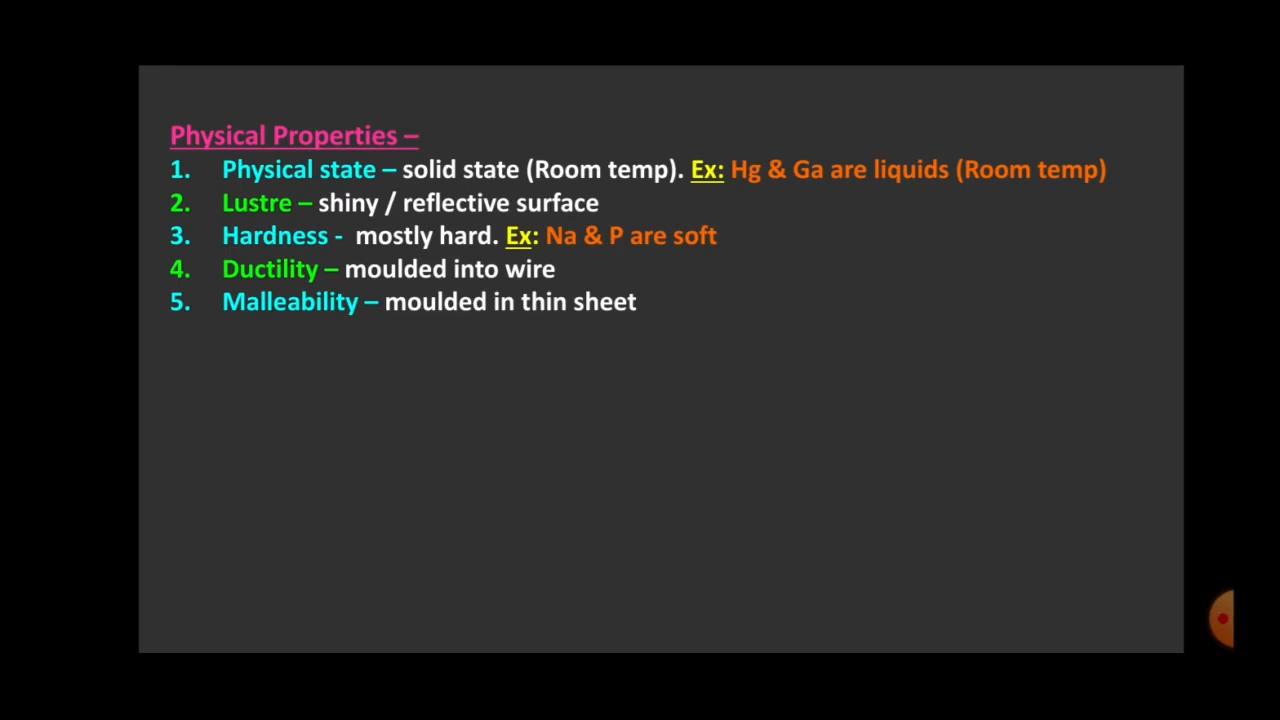 Physical Properties –
1. Physical state – solid state (Room temp). Ex: Hg & Ga are liquids (Room temp)
2. Lustre – shiny / reflective surface
3. Hardness - mostly hard. Ex: Na & P are soft
4. Ductility – moulded into wire
5. Malleability – moulded in thin sheet